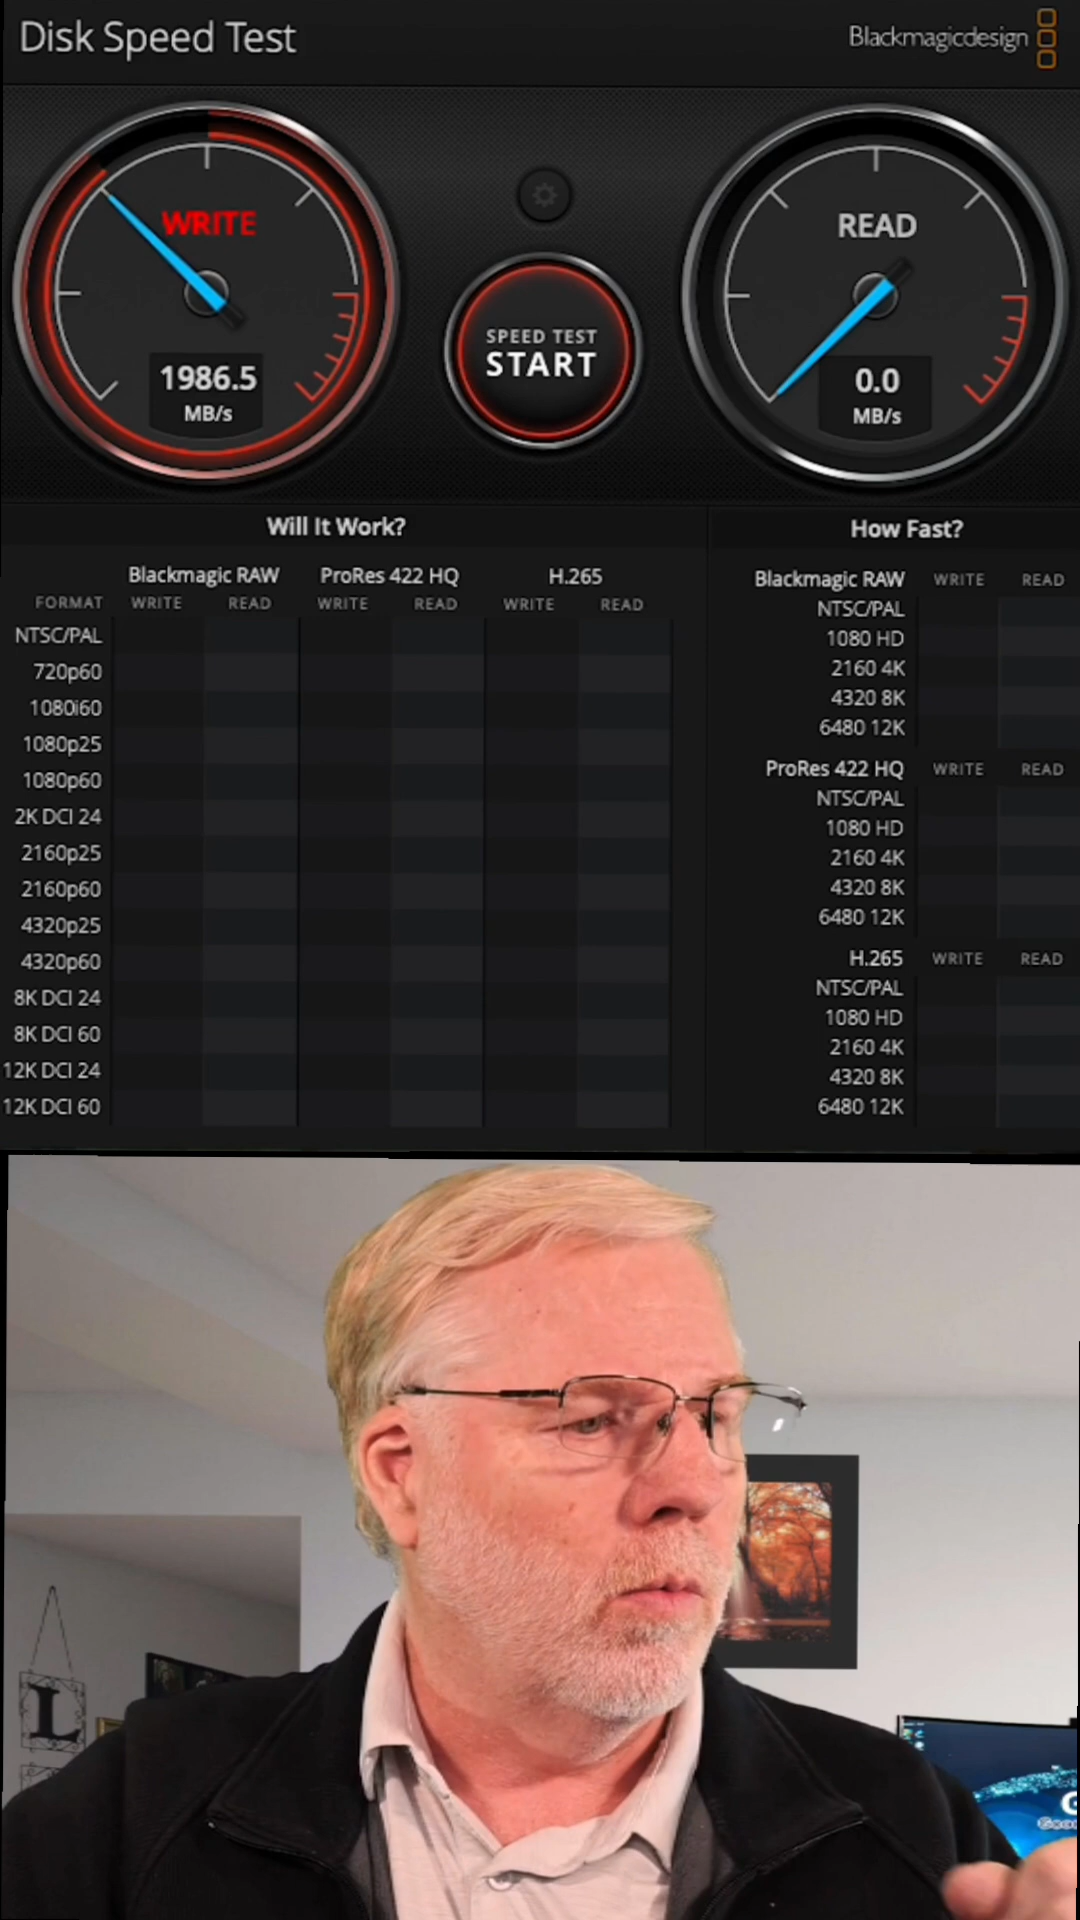 Disk Speed Test
Blackmagicdesign
WRITE
1986.5
MB/s
SPEED TEST
START
READ
0.0
MB/s
Will It Work?
Blackmagic RAW ProRes 422 HQ H.265
FORMAT WRITE READ WRITE READ WRITE READ
NTSC/PAL
720p60
1080i60
1080p25
1080p60
2K DCI 24
2160p25
2160p60
4320p25
4320p60
8K DCI 24
8K DCI 60
12K DCI 24
12K DCI 60
How Fast?
Blackmagic RAW WRITE READ
NTSC/PAL
1080 HD
2160 4K
4320 8K
6480 12K
ProRes 422 HQ WRITE READ
NTSC/PAL
1080 HD
2160 4K
4320 8K
6480 12K
H.265 WRITE READ
NTSC/PAL
1080 HD
2160 4K
4320 8K
6480 12K
L